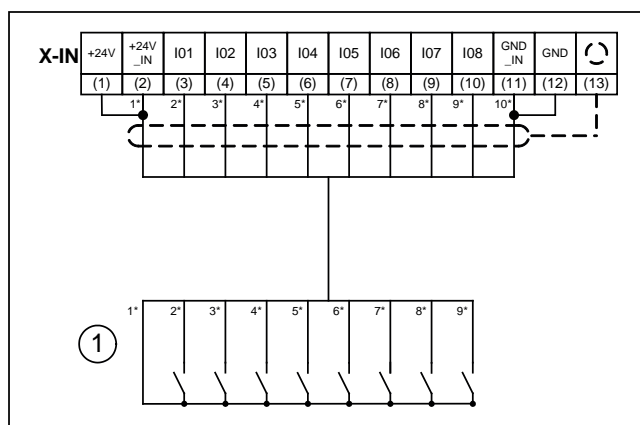 X-IN +24V +24V _IN I01 I02 I03 I04 I05 I06 I07 I08 GND _IN GND
(1) (2) (3) (4) (5) (6) (7) (8) (9) (10) (11) (12) (13)
1* 2* 3* 4* 5* 6* 7* 8* 9* 10*
1* 2* 3* 4* 5* 6* 7* 8* 9*
1